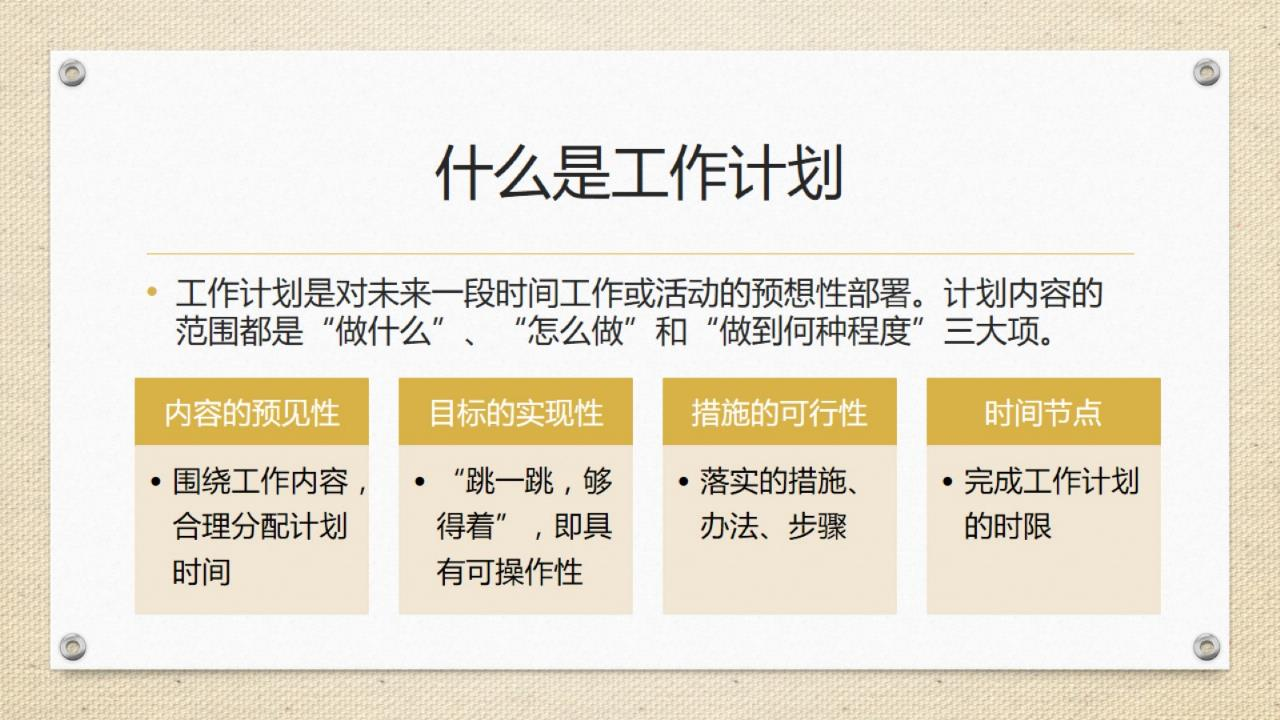 什么是工作计划
• 工作计划是对未来一段时间工作或活动的预想性部署。计划内容的
范围都是“做什么”、“怎么做”和“做到何种程度”三大项。
内容的预见性
• 围绕工作内容，
合理分配计划
时间
目标的实现性
• “跳一跳，够
得着”，即具
有可操作性
措施的可行性
• 落实的措施、
办法、步骤
时间节点
• 完成工作计划
的时限